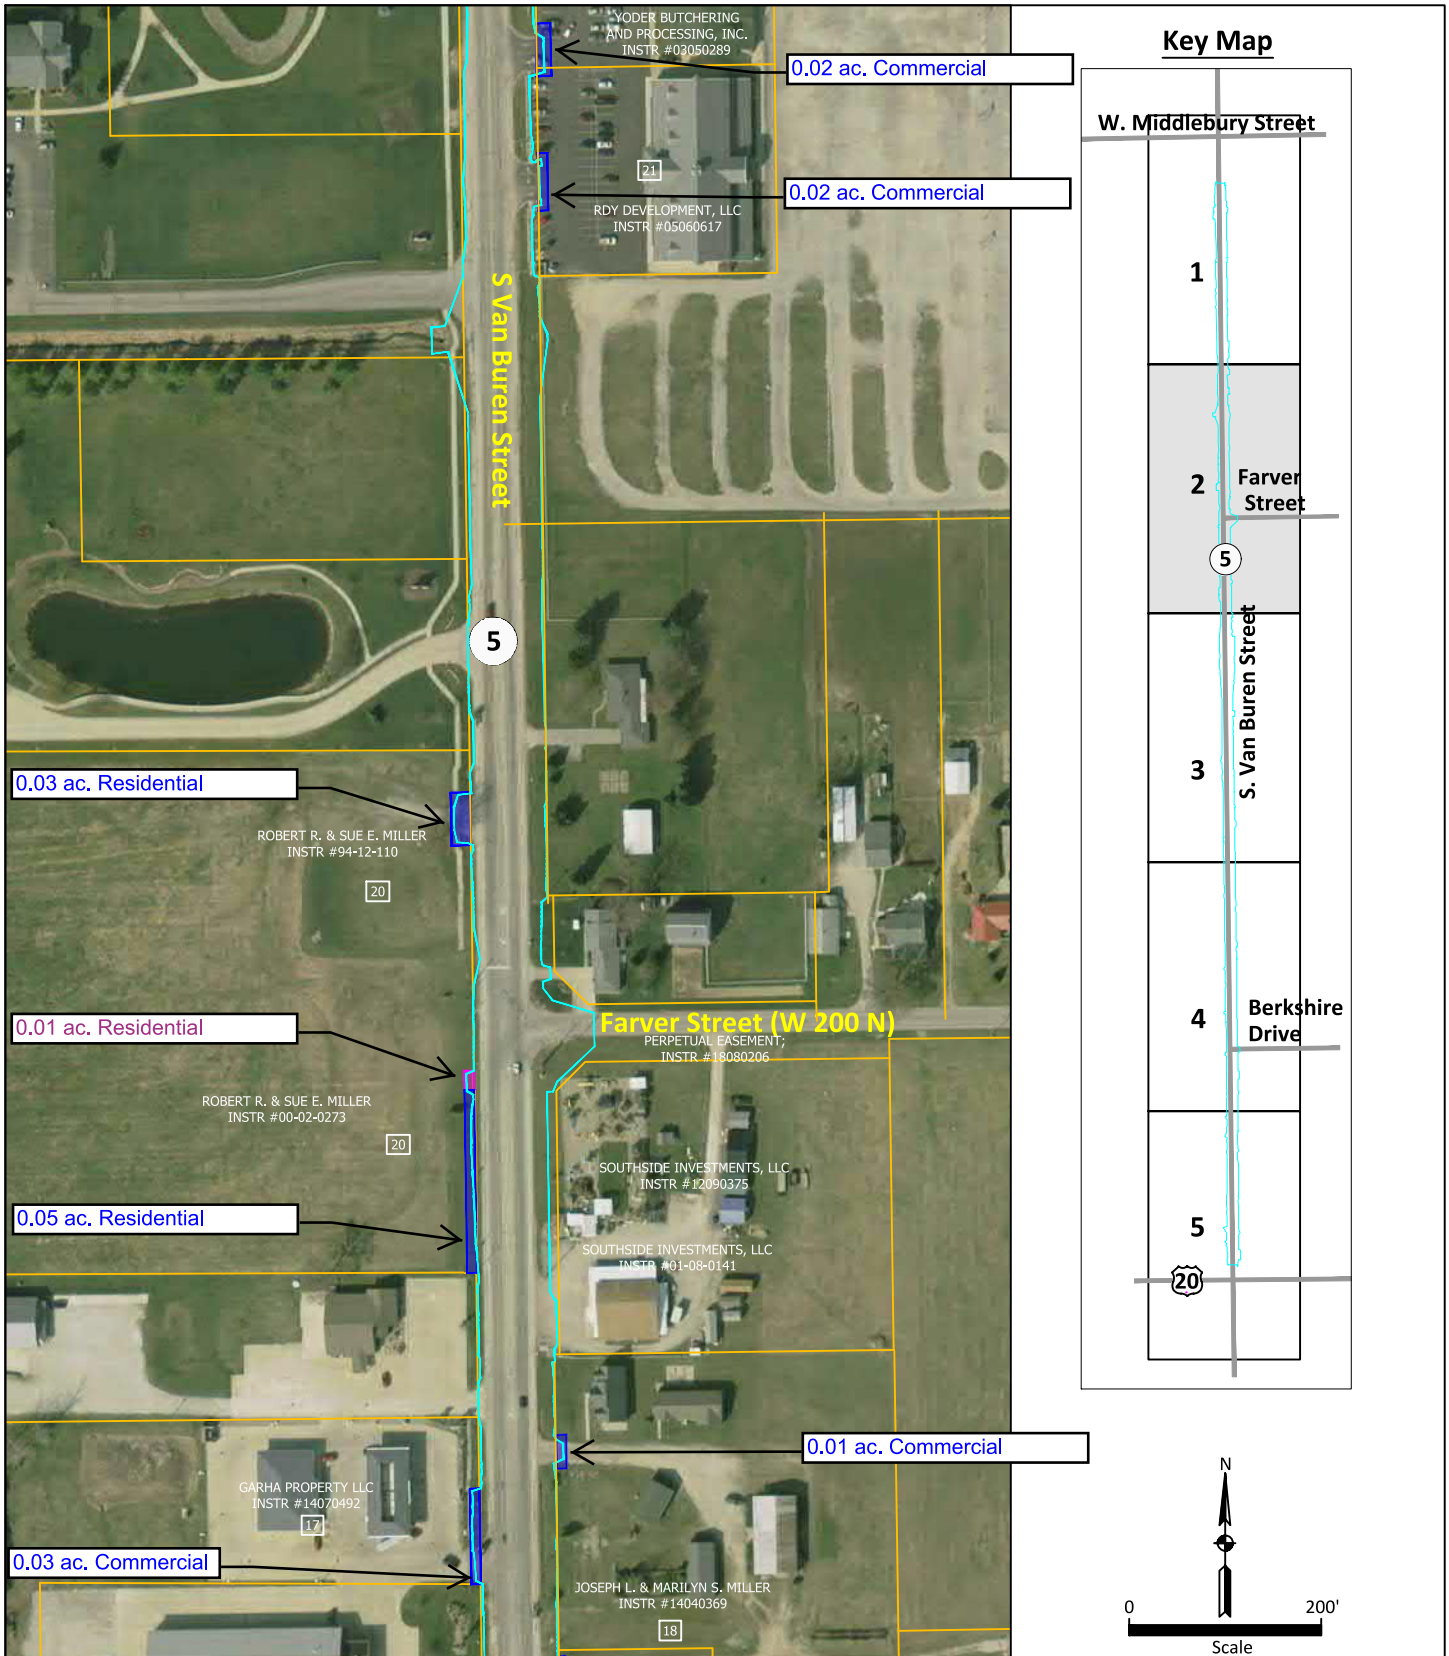 YODER BUTCHERING
AND PROCESSING, INC.
INSTR #03050289
0.02 ac. Commercial
21
0.02 ac. Commercial
RDY DEVELOPMENT, LLC
INSTR #05060617
S Van Buren Street
5
0.03 ac. Residential
ROBERT R. & SUE E. MILLER
INSTR #94-12-110
20
0.01 ac. Residential
Farver Street (W 200 N)
PERPETUAL EASEMENT;
INSTR #18080206
ROBERT R. & SUE E. MILLER
INSTR #00-02-0273
20
SOUTHSIDE INVESTMENTS, LLC
INSTR #12090375
0.05 ac. Residential
SOUTHSIDE INVESTMENTS, LLC
INSTR #01-08-0141
0.01 ac. Commercial
GARHA PROPERTY LLC
INSTR #14070492
17
0.03 ac. Commercial
JOSEPH L. & MARILYN S. MILLER
INSTR #14040369
18
Key Map
W. Middlebury Street
1
2
Farver
Street
5
S. Van Buren Street
3
4
Berkshire
Drive
5
20
N
0
200'
Scale